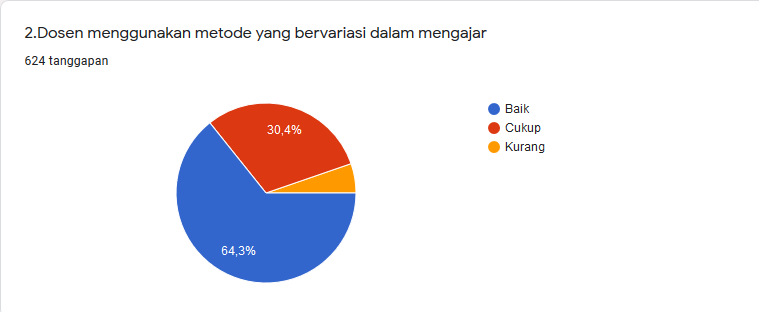 2.Dosen menggunakan metode yang bervariasi dalam mengajar
624 tanggapan
Baik
Cukup
Kurang
30,4%
64,3%